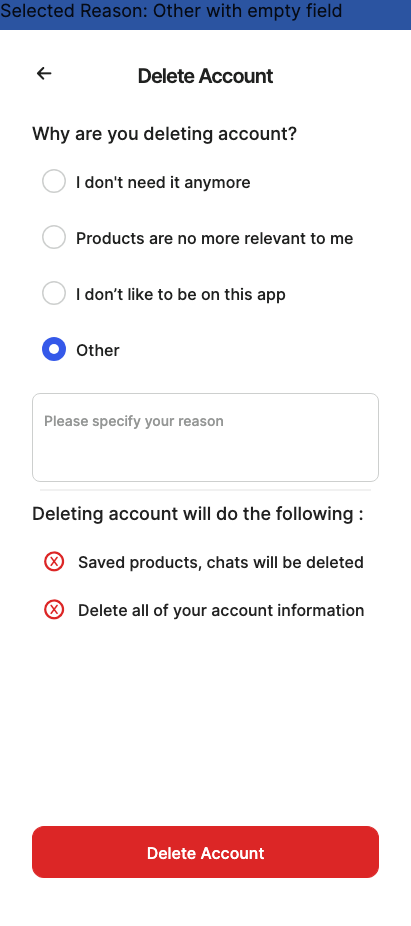 Selected Reason: Other with empty field
Delete Account
Why are you deleting account?
I don't need it anymore
Products are no more relevant to me
I don’t like to be on this app
Other
Please specify your reason
Deleting account will do the following :
Saved products, chats will be deleted
Delete all of your account information
Delete Account